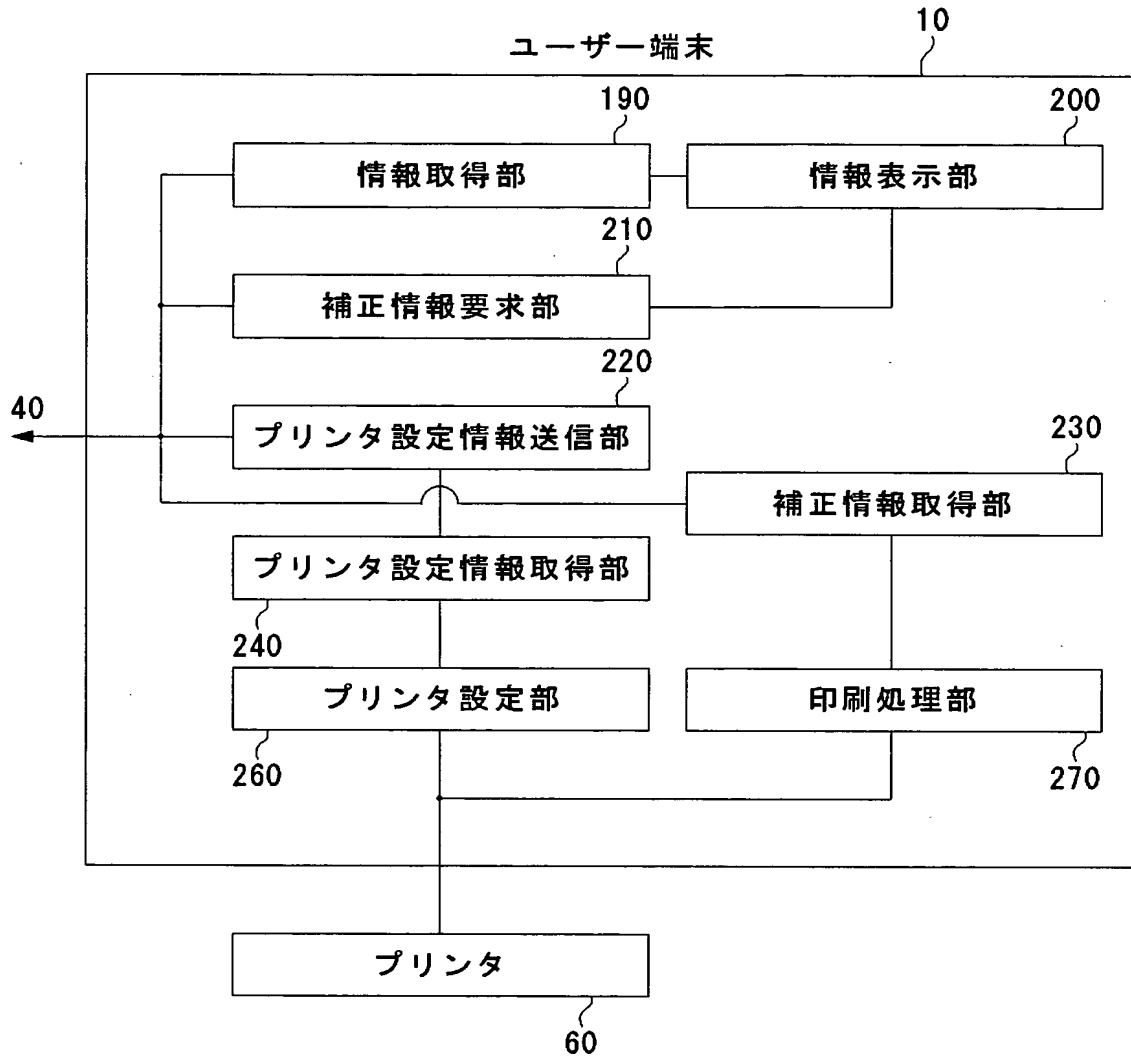 ユーザー端末
10
190
200
情報取得部
情報表示部
210
補正情報要求部
220
40
プリンタ設定情報送信部
230
補正情報取得部
プリンタ設定情報取得部
240
プリンタ設定部
印刷処理部
260
270
プリンタ
60